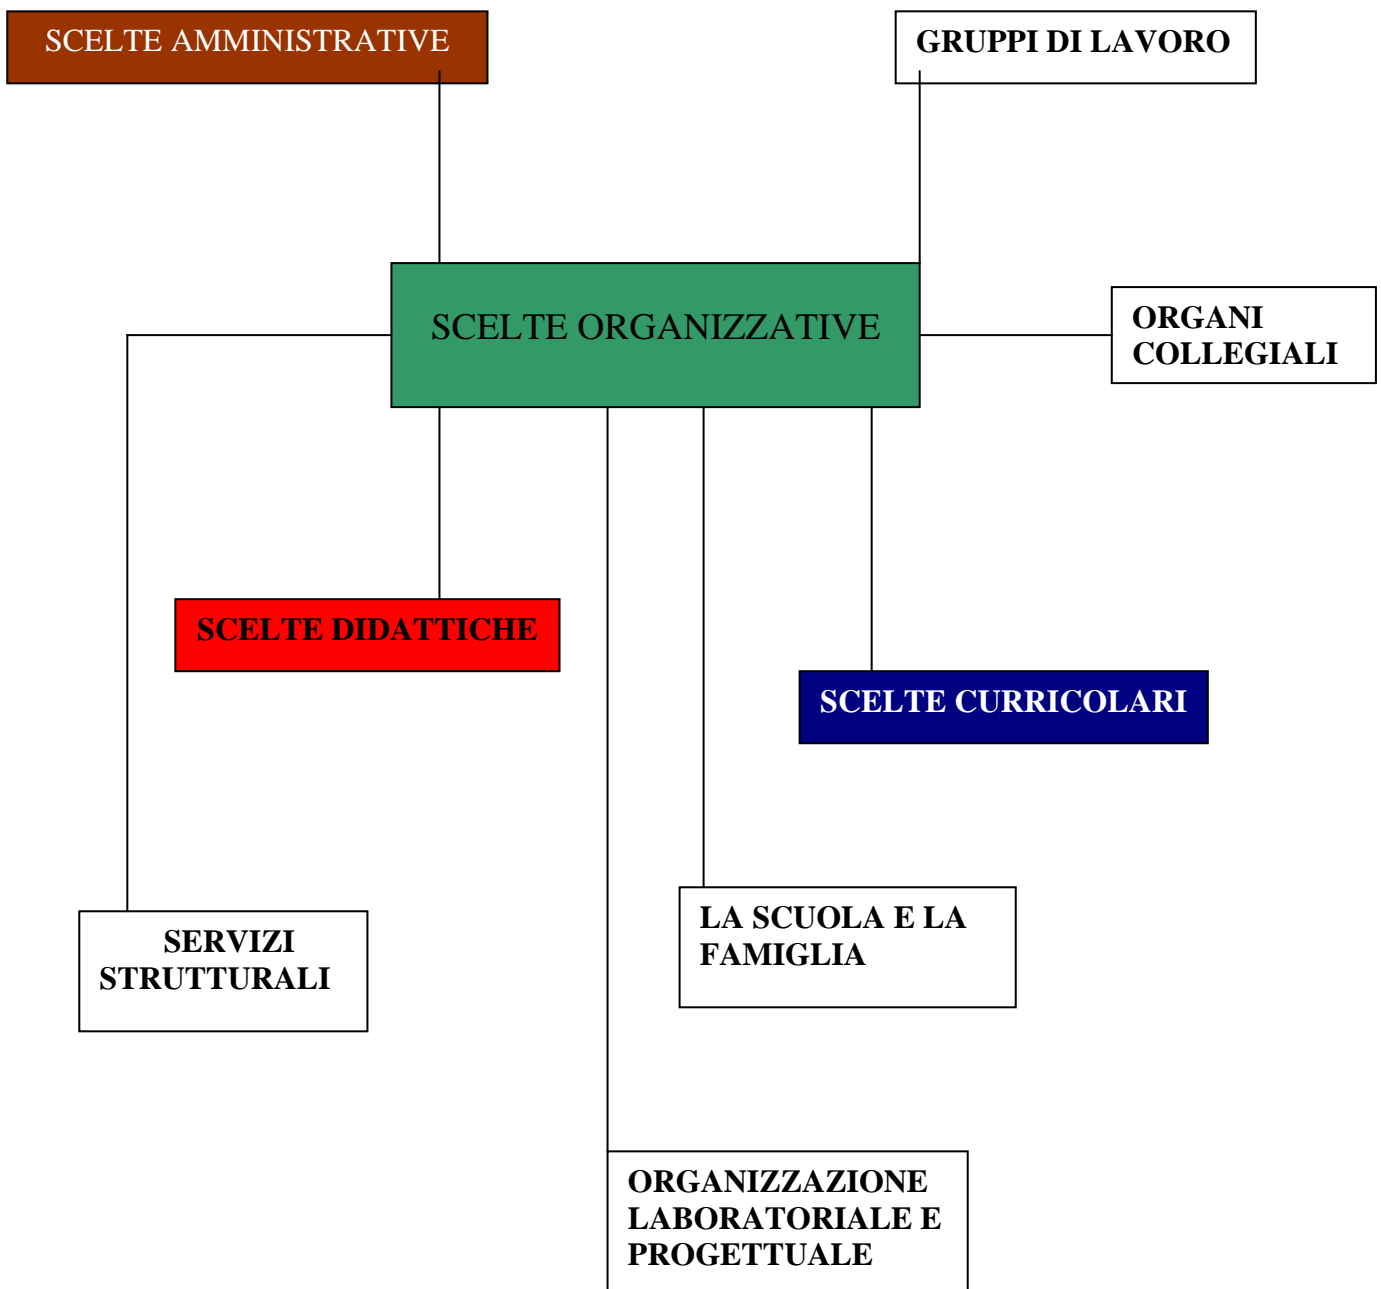 SCELTE AMMINISTRATIVE
GRUPPI DI LAVORO
SCELTE ORGANIZZATIVE
ORGANI
COLLEGIALI
SCELTE DIDATTICHE
SCELTE CURRICOLARI
SERVIZI
STRUTTURALI
LA SCUOLA E LA
FAMIGLIA
ORGANIZZAZIONE
LABORATORIALE E
PROGETTUALE